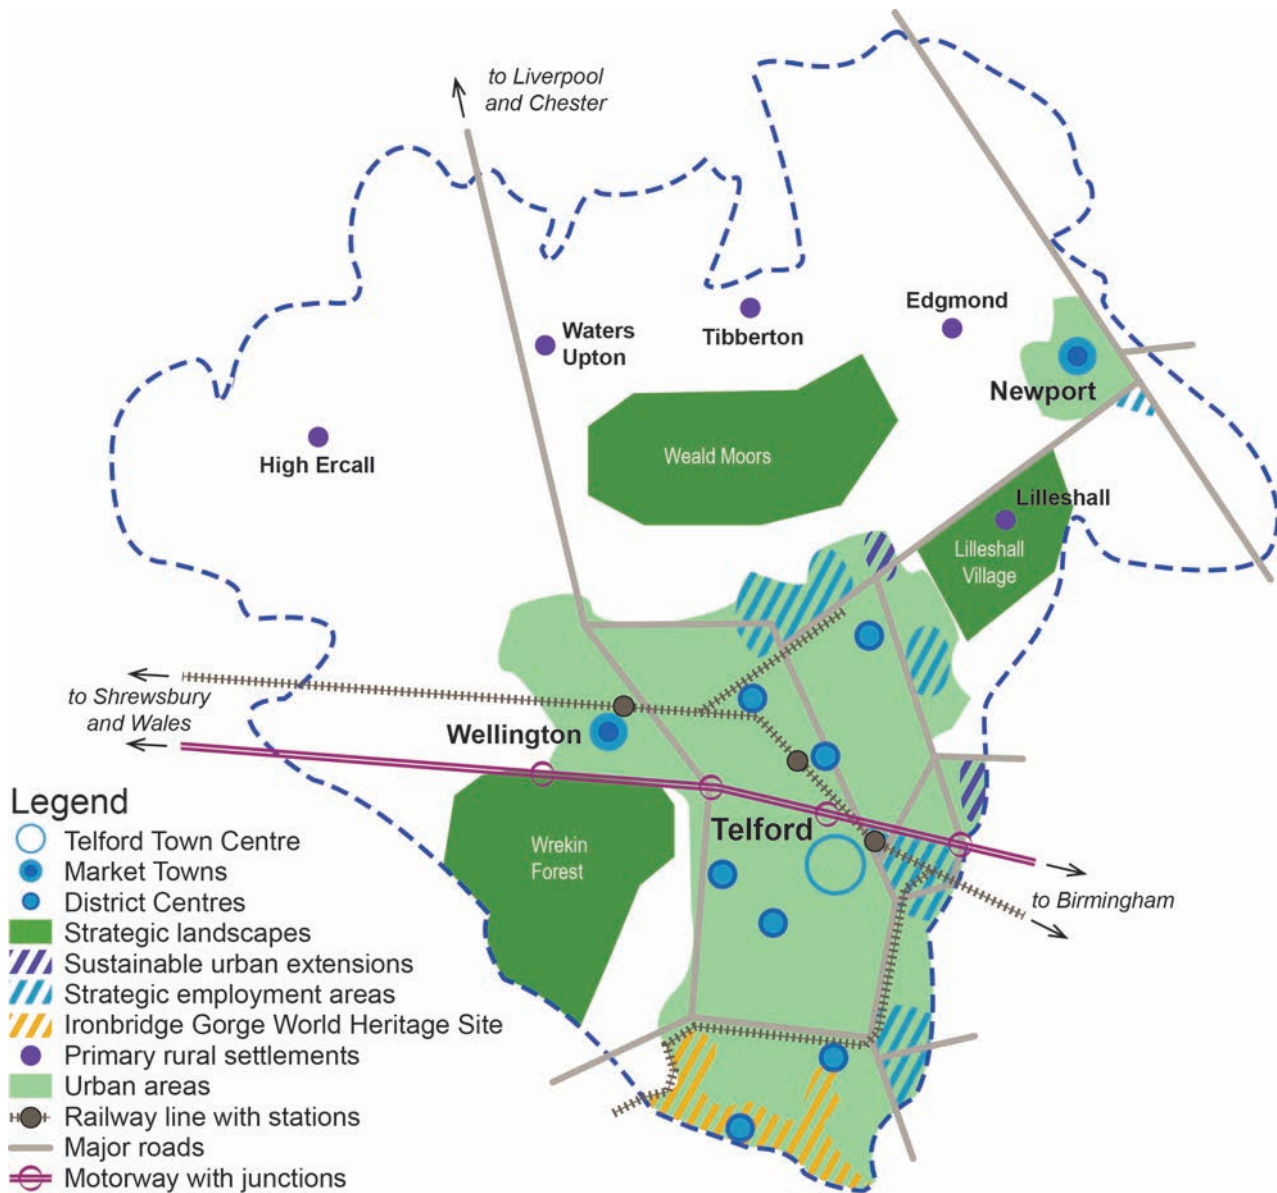 to Liverpool
and Chester
Edgmond
Waters
Upton
Tibberton
Newport
High Ercall
Weald Moors
Lilleshall
Lilleshall
Village
to Shrewsbury
and Wales
Wellington
Telford
Wrekin
Forest
to Birmingham
Legend
Telford Town Centre
Market Towns
District Centres
Strategic landscapes
Sustainable urban extensions
Strategic employment areas
Ironbridge Gorge World Heritage Site
Primary rural settlements
Urban areas
Railway line with stations
Major roads
Motorway with junctions